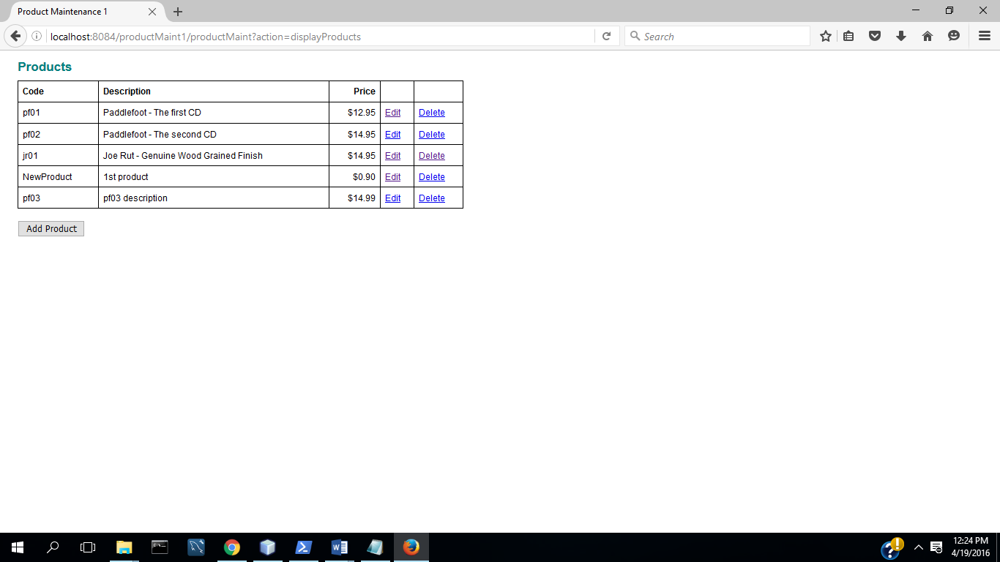 Product Maintenance 1
localhost:8084/productMaint1/productMaint?action=displayProducts
Search
Products
Code Description Price
pf01 Paddlefoot - The first CD $12.95 Edit Delete
pf02 Paddlefoot - The second CD $14.95 Edit Delete
jr01 Joe Rut - Genuine Wood Grained Finish $14.95 Edit Delete
NewProduct 1st product $0.90 Edit Delete
pf03 pf03 description $14.99 Edit Delete
Add Product
12:24 PM
4/19/2016